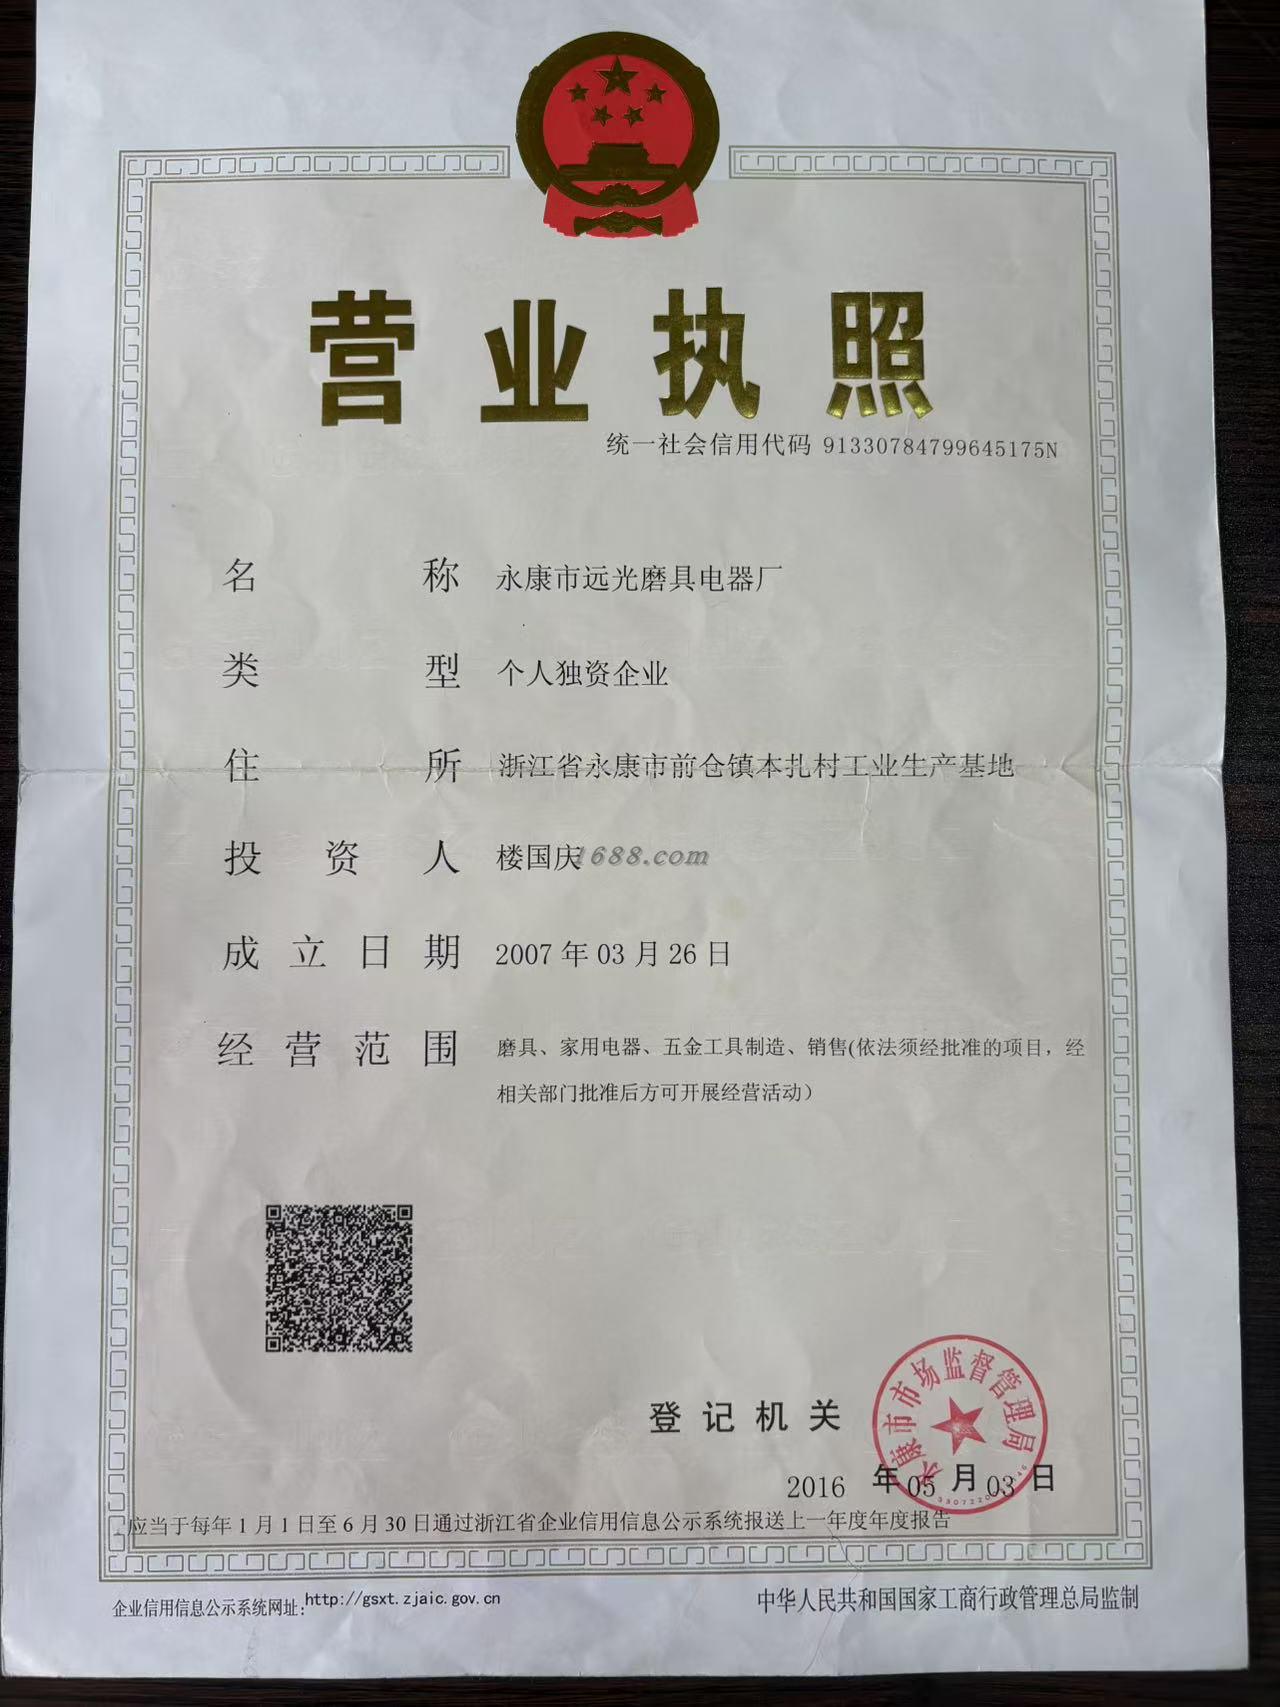 营业执照
统一社会信用代码 91330784799645175N
名称 永康市远光磨具电器厂
类型 个人独资企业
住所 浙江省永康市前仓镇本扎村工业生产基地
投资人 楼国庆
1688.com
成立日期 2007年03月26日
经营范围 磨具、家用电器、五金工具制造、销售(依法须经批准的项目，经
相关部门批准后方可开展经营活动）
登记机关
永康市市场监督管理局
2016 年 05 月 03 日
应当于每年1月1日至6月30日通过浙江省企业信用信息公示系统报送上一年度年度报告
企业信用信息公示系统网址:http://gsxt.zjaic.gov.cn
中华人民共和国国家工商行政管理总局监制